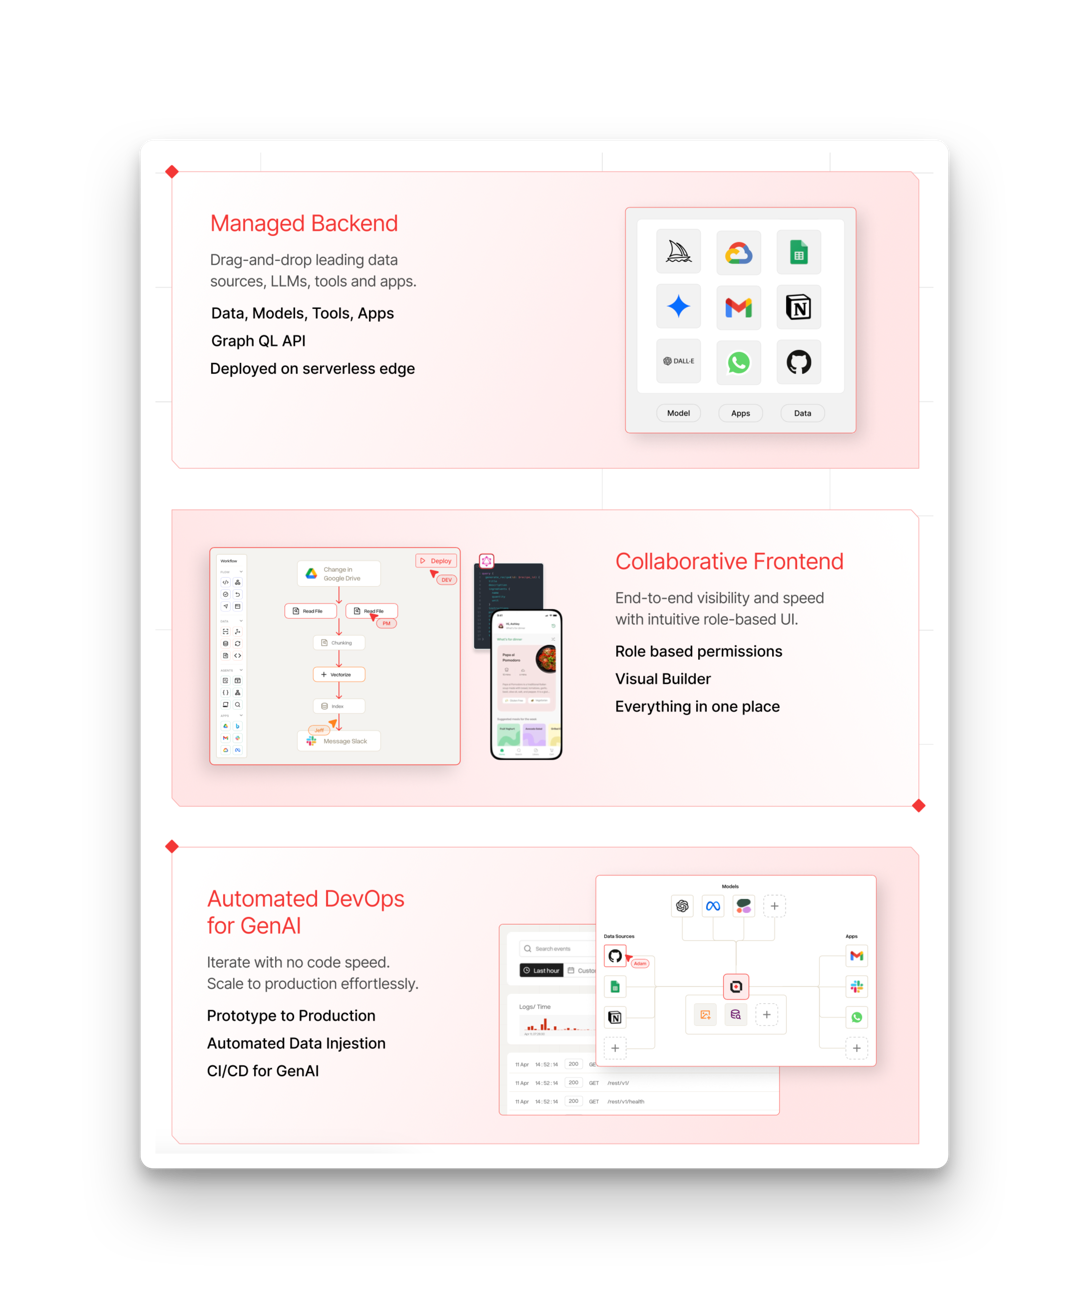 Managed Backend
Drag-and-drop leading data
sources, LLMs, tools and apps.
Data, Models, Tools, Apps
Graph QL API
Deployed on serverless edge
DALL·E
Model
Apps
Data
Workflow
Change in
Google Drive
Deploy
DEV
Read File
Read File
PM
Chunking
Vectorize
Index
Message Slack
Collaborative Frontend
End-to-end visibility and speed
with intuitive role-based UI.
Role based permissions
Visual Builder
Everything in one place
Automated DevOps
for GenAI
Iterate with no code speed.
Scale to production effortlessly.
Prototype to Production
Automated Data Injestion
CI/CD for GenAI
Models
Data Sources
Apps
Adam
Search events
Last hour
Custo
Logs/ Time
11 Apr 14:52:14 200 GE
11 Apr 14:52:14 200 GET /rest/v1/
11 Apr 14:52:14 200 GET /rest/v1/health